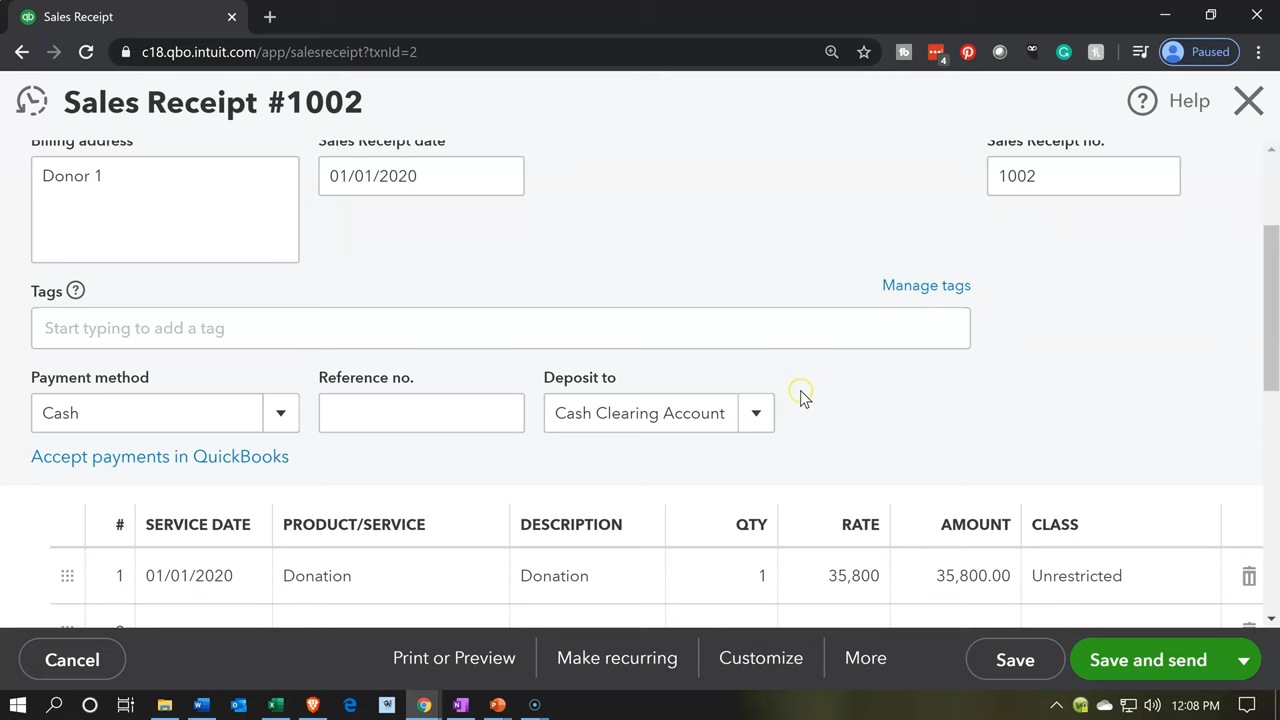 Sales Receipt
c18.qbo.intuit.com/app/salesreceipt?txnId=2
4
Paused
Sales Receipt #1002
Help
Billing address
Sales Receipt date
Sales Receipt no.
Donor 1
01/01/2020
1002
Tags
Manage tags
Start typing to add a tag
Payment method
Reference no.
Deposit to
Cash
Cash Clearing Account
Accept payments in QuickBooks
# SERVICE DATE PRODUCT/SERVICE DESCRIPTION QTY RATE AMOUNT CLASS
1 01/01/2020 Donation Donation 1 35,800 35,800.00 Unrestricted
Cancel
Print or Preview
Make recurring
Customize
More
Save
Save and send
12:08 PM